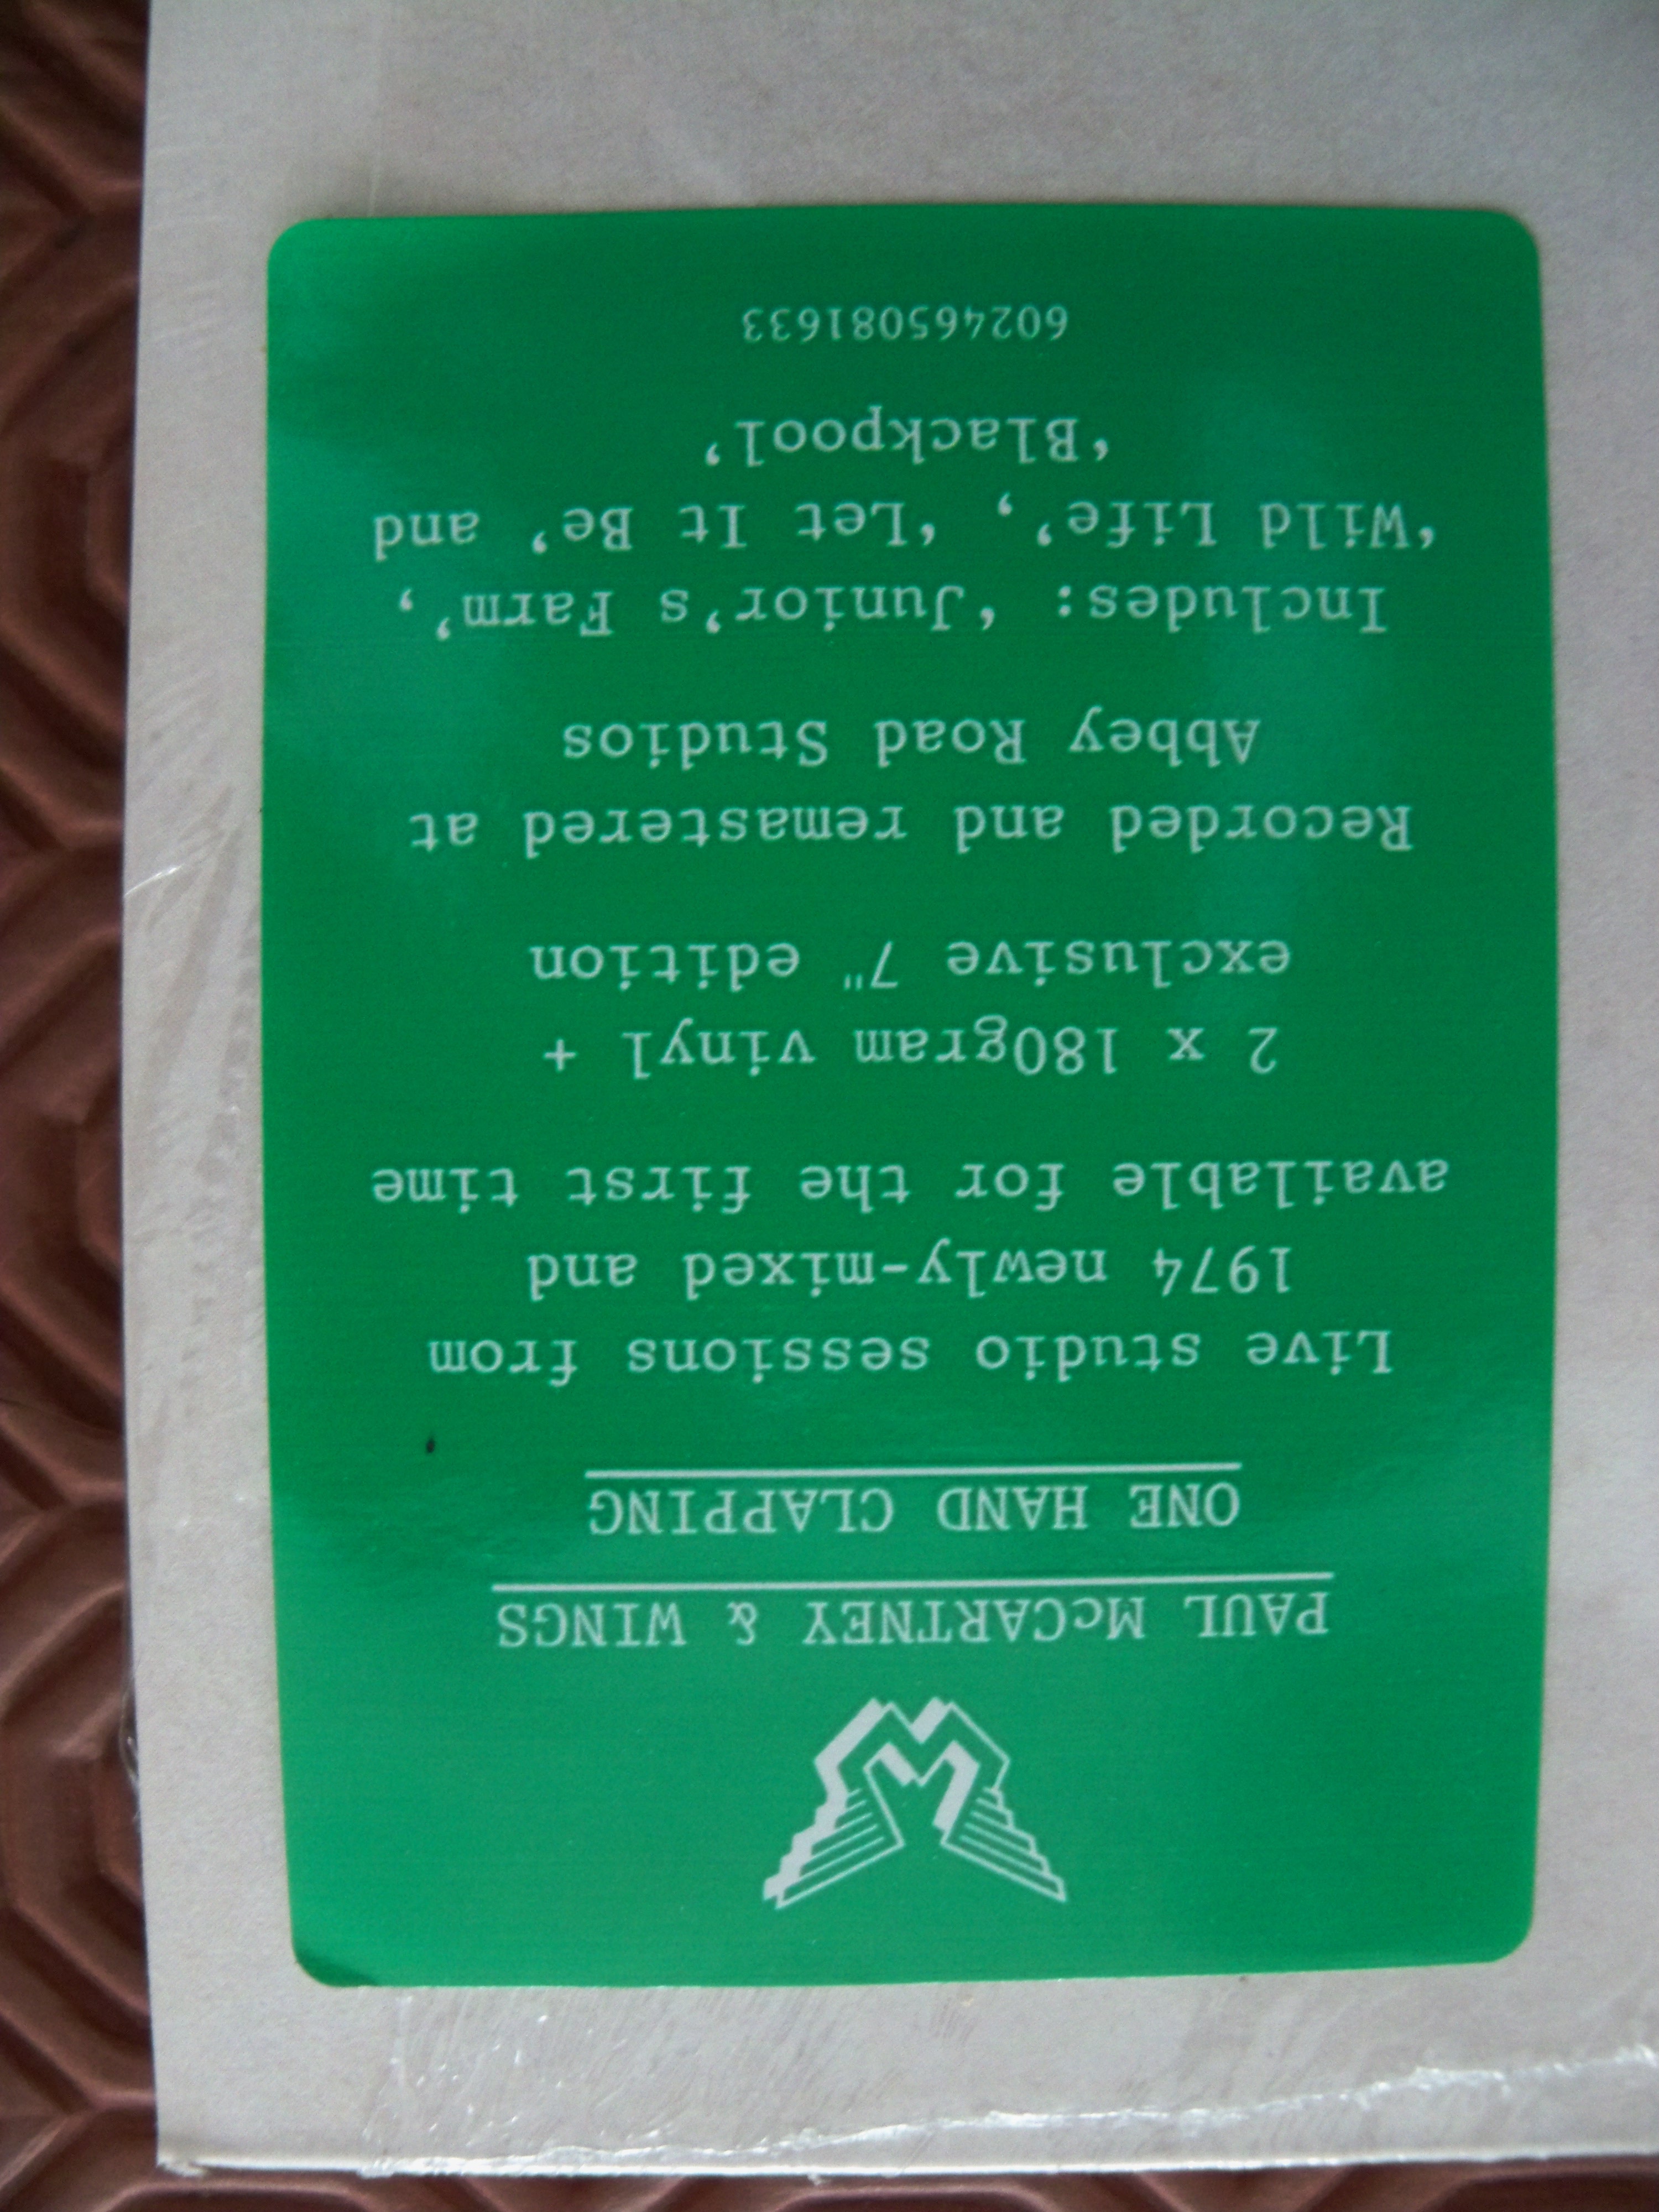 PAUL McCARTNEY & WINGS
ONE HAND CLAPPING
Live studio sessions from
1974 newly-mixed and
available for the first time
2 x 180gram vinyl +
exclusive 7" edition
Recorded and remastered at
Abbey Road Studios
Includes: ‘Junior’s Farm’,
‘Wild Life’, ‘Let It Be’ and
‘Blackpool’
602465081633